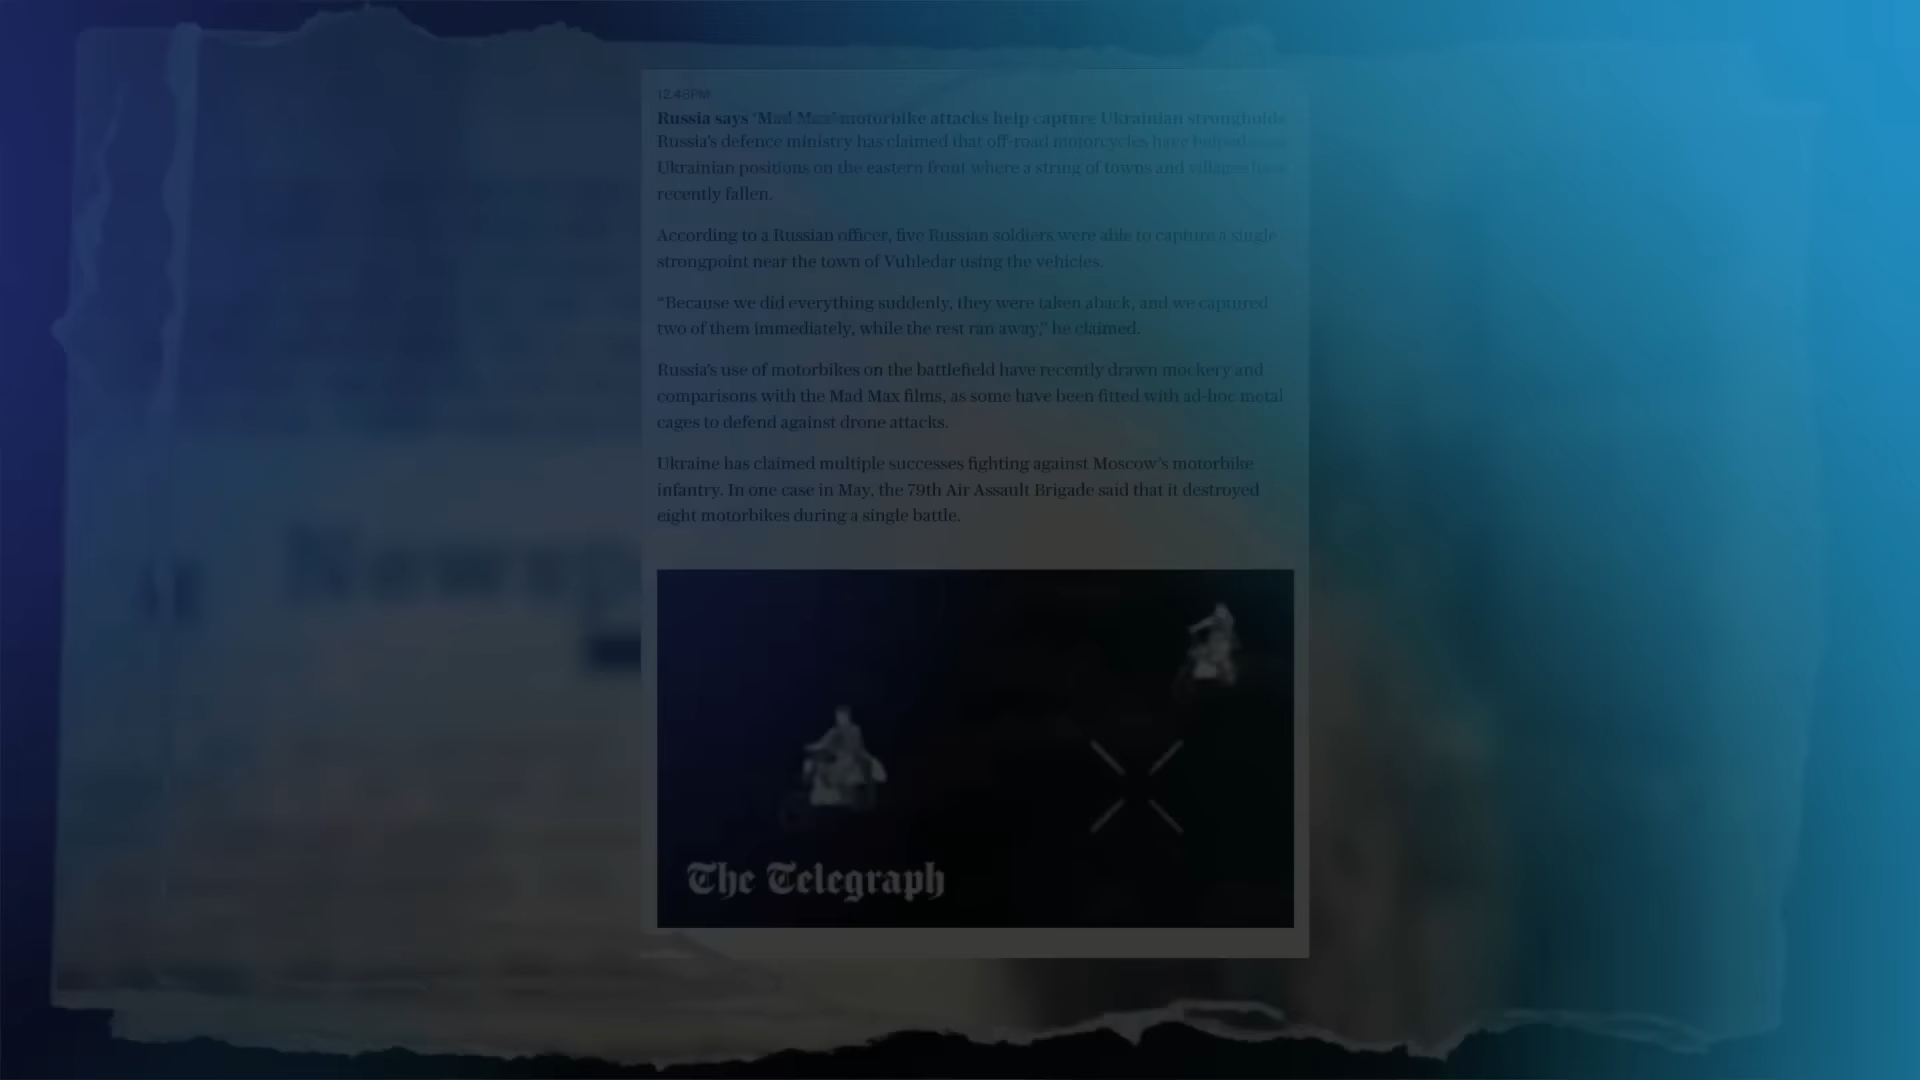 12.48PM
Russia says 'Mad Max' motorbike attacks help capture Ukrainian strongholds
Russia's defence ministry has claimed that off-road motorcycles have helped
Ukrainian positions on the eastern front where a string of towns and villages have
recently fallen.
According to a Russian officer, five Russian soldiers were able to capture a single
strongpoint near the town of Vuhledar using the vehicles.
“Because we did everything suddenly, they were taken aback, and we captured
two of them immediately, while the rest ran away,” he claimed.
Russia's use of motorbikes on the battlefield have recently drawn mockery and
comparisons with the Mad Max films, as some have been fitted with ad-hoc metal
cages to defend against drone attacks.
Ukraine has claimed multiple successes fighting against Moscow's motorbike
infantry. In one case in May, the 79th Air Assault Brigade said that it destroyed
eight motorbikes during a single battle.
Newsp
The Telegraph